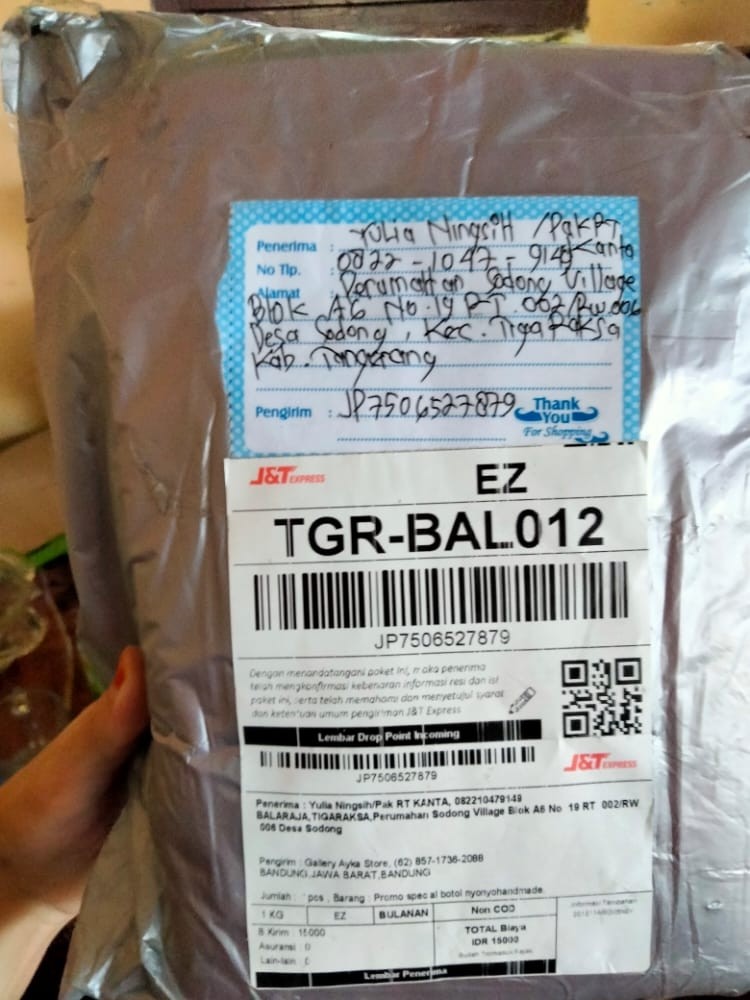 Penerima : Yulia Ningsih /Pak RT
Kanta
No Tlp. : 0822-1047-9149
Alamat Perumahan Sodong Village
Blok A6 No.19 RT.002/Rw.006
Desa Sodong, Kec. Tiga Raksa
Kab. Tangerang
Pengirim : JP7506527879
Thank
You
For Shopping
J&T EXPRESS
EZ
TGR-BAL012
JP7506527879
Dengan menandatangani paket ini, maka penerima
telah mengkonfirmasi kebenaran informasi resi dan isi
paket ini, serta telah memahami dan menyetujui syarat
dan ketentuan umum pengiriman J&T Express
Lembar Drop Point Incoming
J&T EXPRESS
JP7506527879
Penerima : Yulia Ningsih/Pak RT KANTA, 082210479149
BALARAJA,TIGARAKSA,Perumahan Sodong Village Blok A6 No 19 RT 002/RW
006 Desa Sodong
Pengirim : Gallery Ayka Store, (62) 857-1736-2088
BANDUNG,JAWA BARAT,BANDUNG
Jumlah : pcs, Barang : Promo special botol nyonyohandmade
1 KG EZ BULANAN Non COD
B.Kirim : 15000
Asuransi : 0
Lain-lain : 0
TOTAL Biaya
IDR 15000
Lembar Penerima